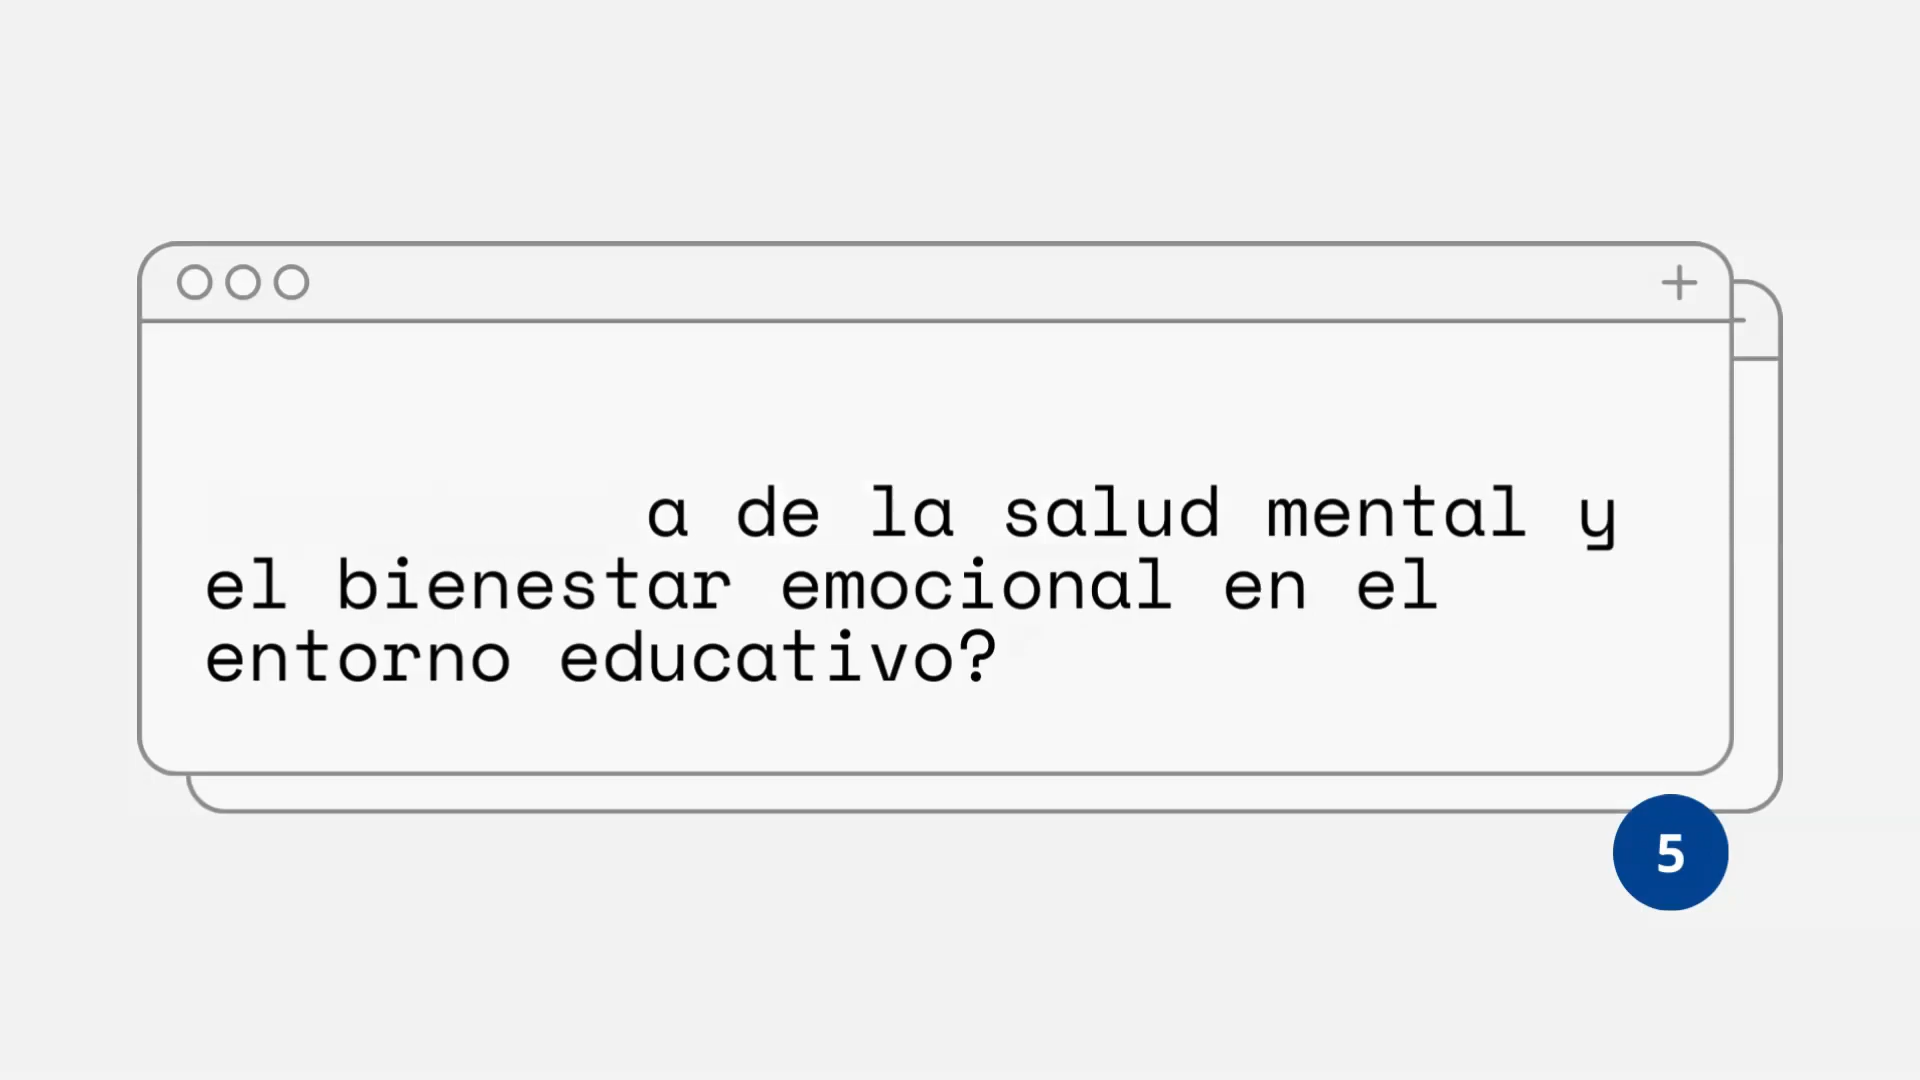 a de la salud mental y
el bienestar emocional en el
entorno educativo?
5